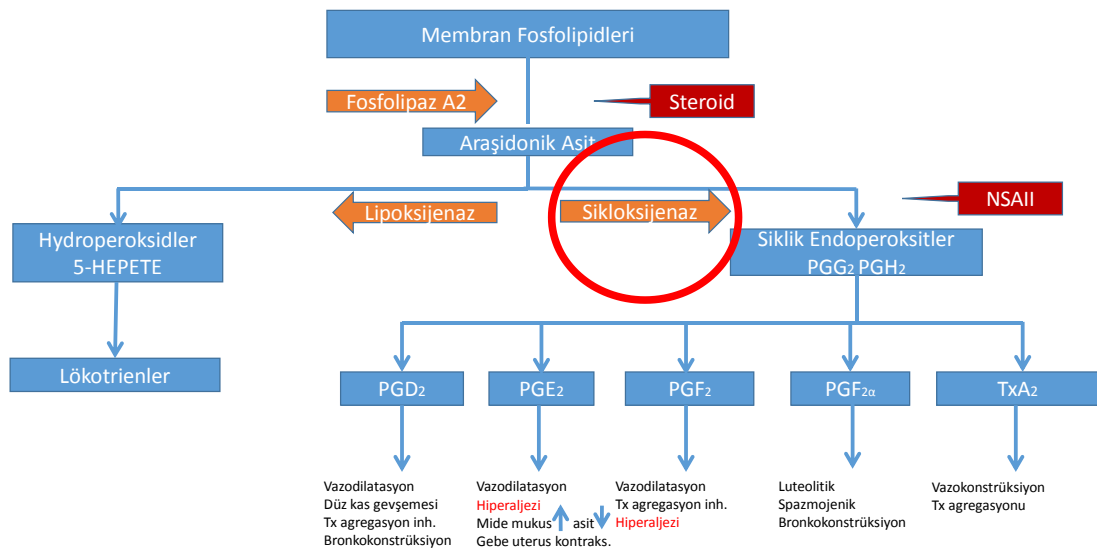 Membran Fosfolipidleri
Fosfolipaz A2
Steroid
Araşidonik Asit
Lipoksijenaz
Sikloksijenaz
NSAII
Hydroperoksidler
5-HEPETE
Siklik Endoperoksitler
PGG2 PGH2
Lökotrienler
PGD2
PGE2
PGF2
PGF2α
TxA2
Vazodilatasyon
Düz kas gevşemesi
Tx agregasyon inh.
Bronkokonstrüksiyon
Vazodilatasyon
Hiperaljezi
Mide mukus asit
Gebe uterus kontraks.
Vazodilatasyon
Tx agregasyon inh.
Hiperaljezi
Luteolitik
Spazmojenik
Bronkokonstrüksiyon
Vazokonstrüksiyon
Tx agregasyonu